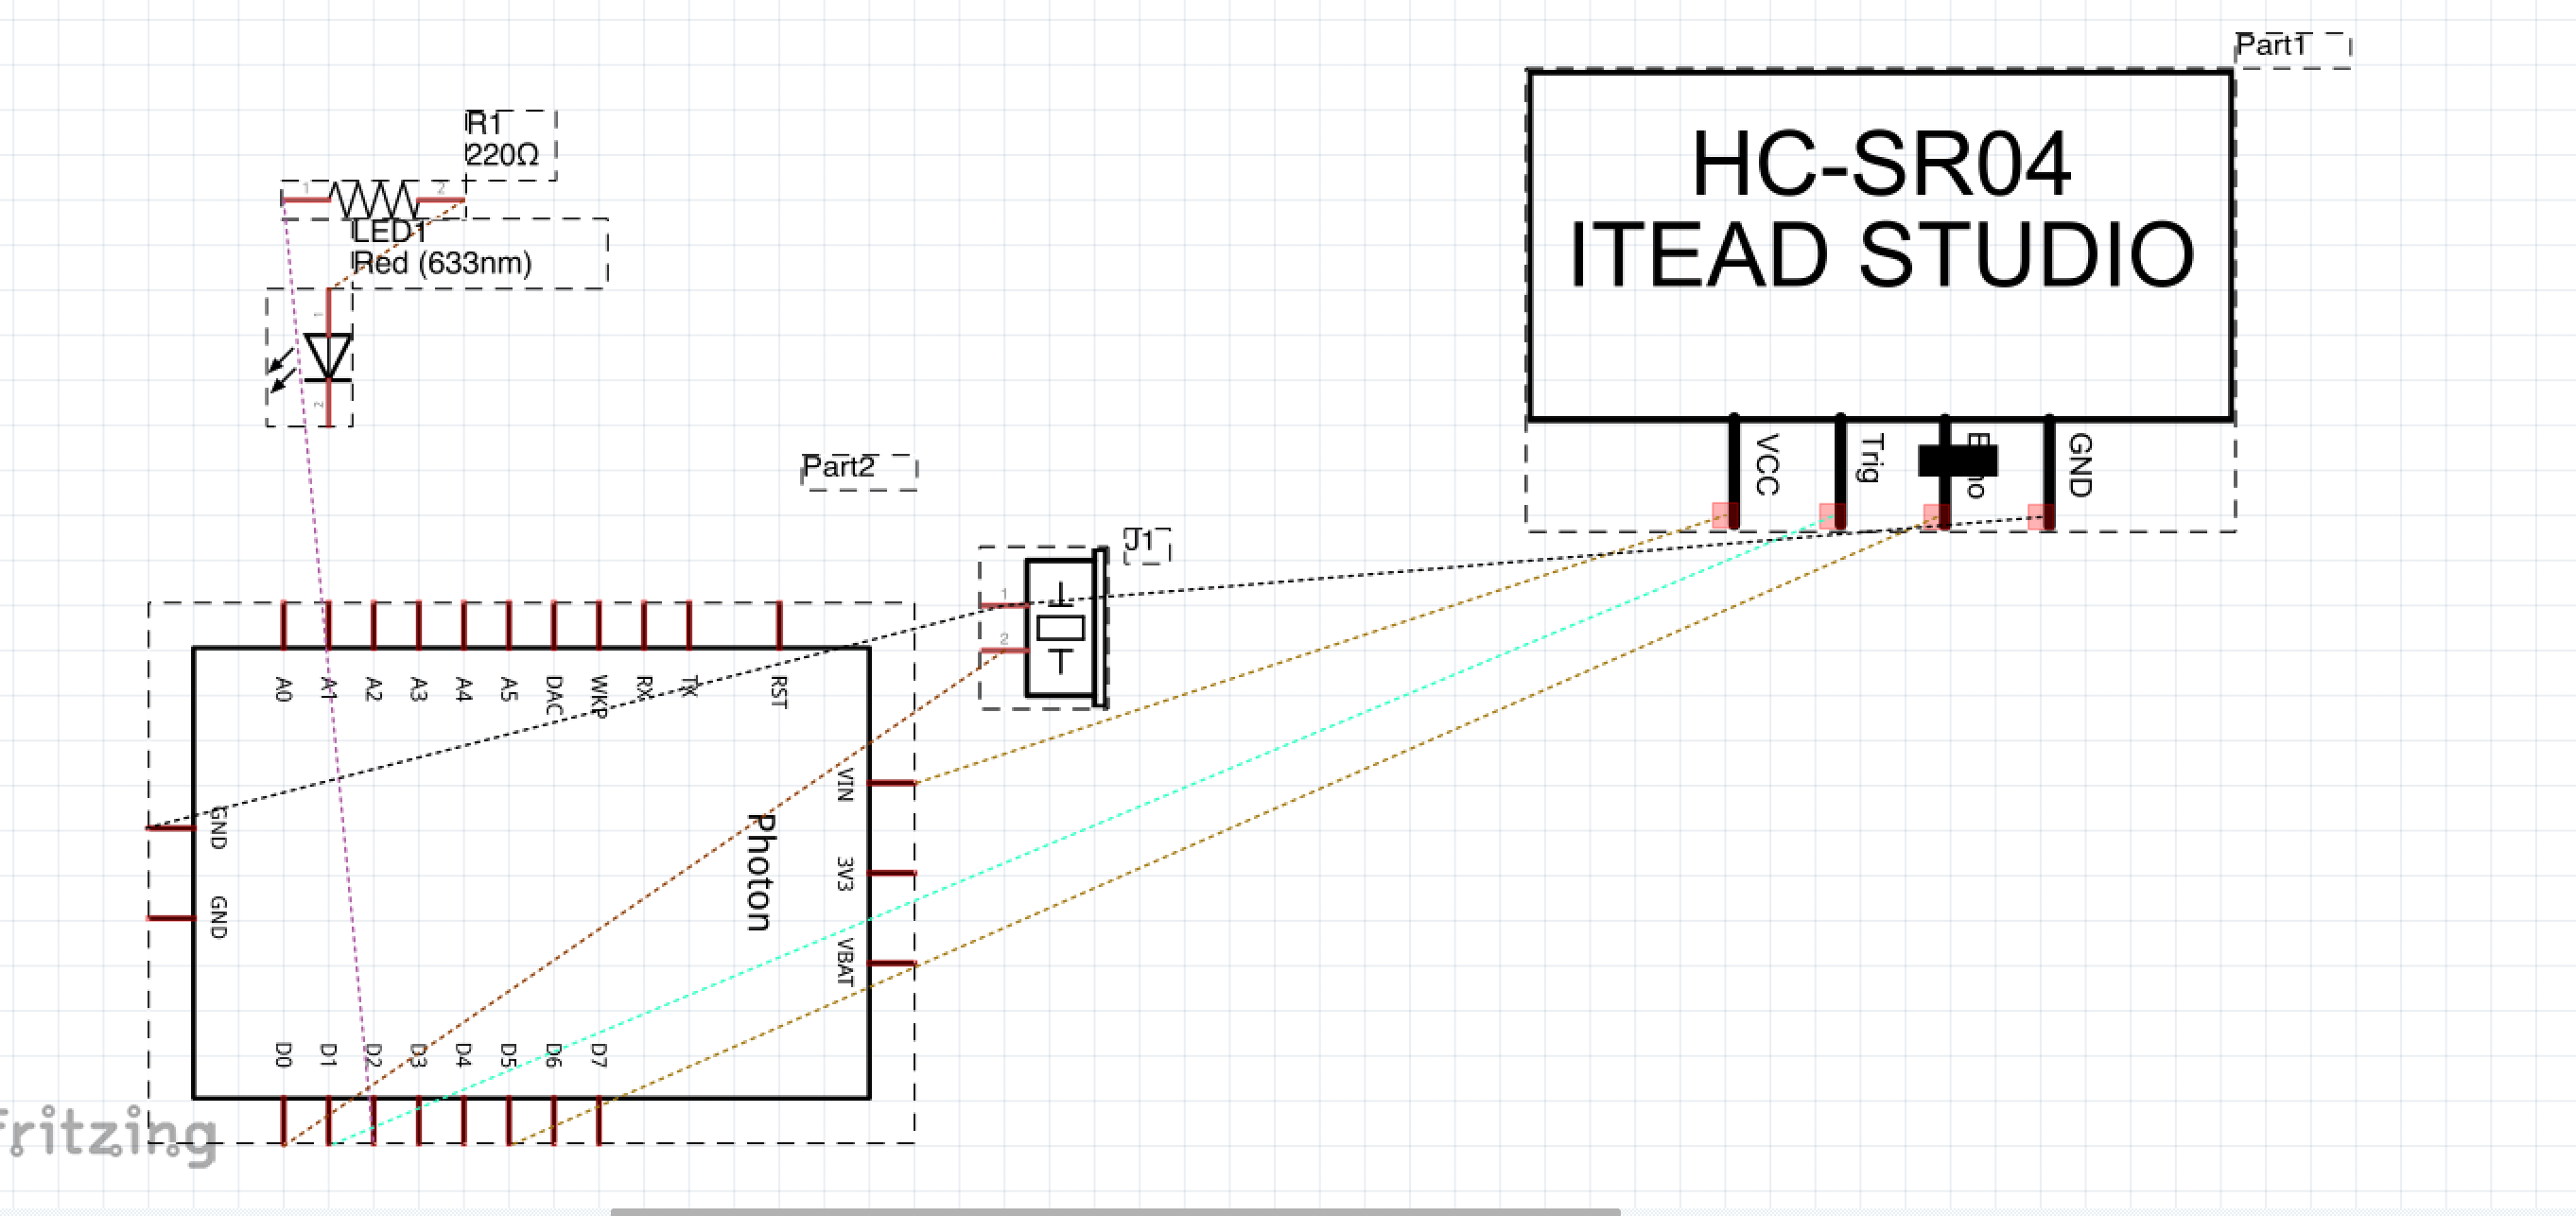 Part1
HC-SR04
ITEAD STUDIO
VCC
Trig
GND
R1
220Ω
1
2
LED1
Red (633nm)
1
2
Part2
J1
1
2
A0
A1
A2
A3
A4
A5
DAC
WKP
RX
TX
RST
GND
GND
VIN
3V3
VBAT
Photon
D0
D1
D2
D3
D4
D5
D6
D7
fritzing